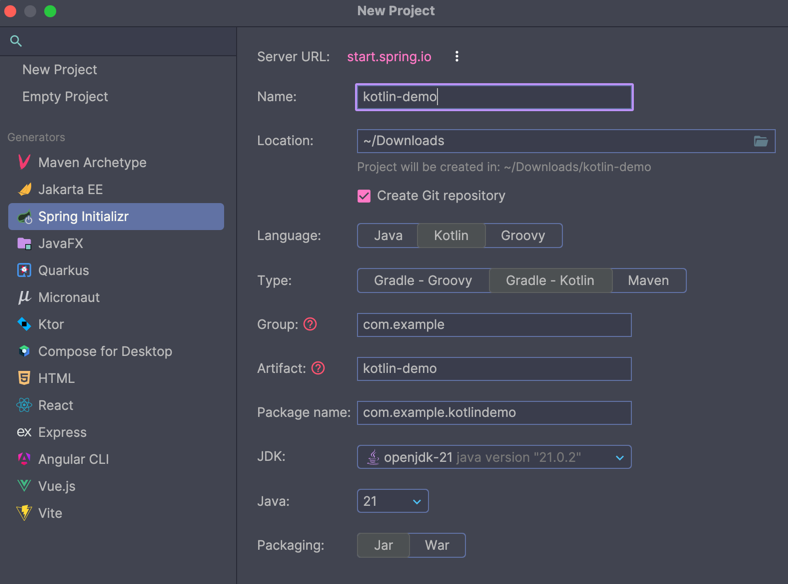 New Project
New Project
Empty Project
Generators
Maven Archetype
Jakarta EE
Spring Initializr
JavaFX
Quarkus
Micronaut
Ktor
Compose for Desktop
HTML
React
ex Express
Angular CLI
Vue.js
Vite
Server URL: start.spring.io
Name: kotlin-demo
Location: ~/Downloads
Project will be created in: ~/Downloads/kotlin-demo
Create Git repository
Language: Java Kotlin Groovy
Type: Gradle - Groovy Gradle - Kotlin Maven
Group: ? com.example
Artifact: ? kotlin-demo
Package name: com.example.kotlindemo
JDK: openjdk-21 java version "21.0.2"
Java: 21
Packaging: Jar War